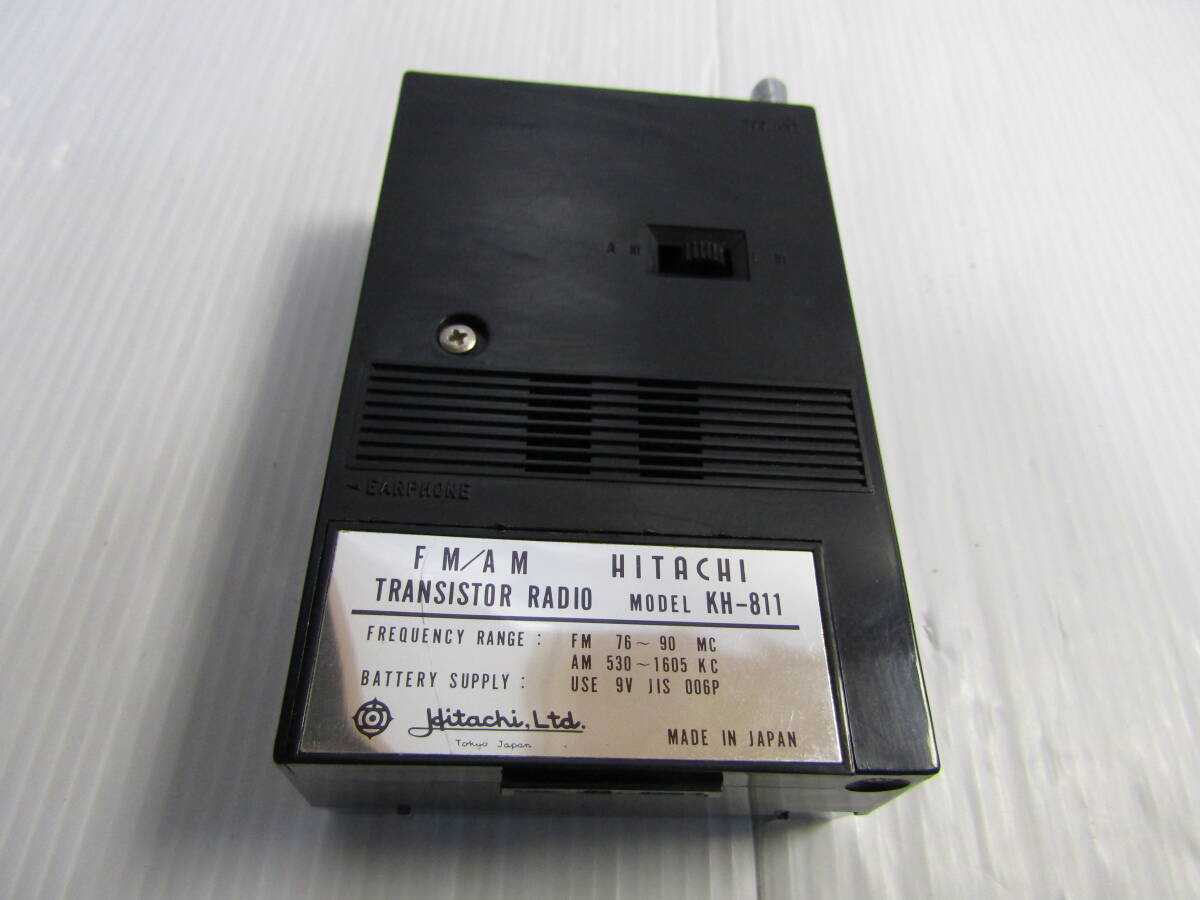 A M
◄EARPHONE
FM/AM HITACHI
TRANSISTOR RADIO MODEL KH-811
FREQUENCY RANGE : FM 76~90 MC
AM 530~1605 KC
BATTERY SUPPLY : USE 9V JIS 006P
Hitachi, Ltd.
Tokyo Japan
MADE IN JAPAN